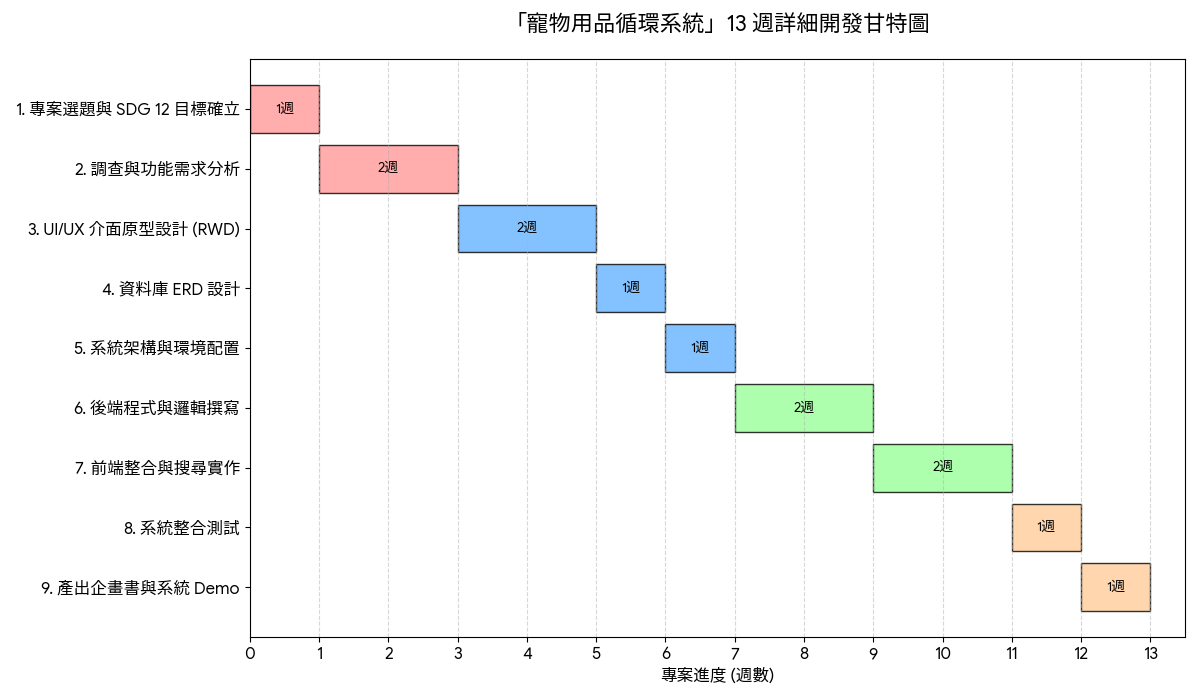 「寵物用品循環系統」13 週詳細開發甘特圖
1. 專案選題與 SDG 12 目標確立
1週
2. 調查與功能需求分析
2週
3. UI/UX 介面原型設計 (RWD)
2週
4. 資料庫 ERD 設計
1週
5. 系統架構與環境配置
1週
6. 後端程式與邏輯撰寫
2週
7. 前端整合與搜尋實作
2週
8. 系統整合測試
1週
9. 產出企畫書與系統 Demo
1週
0 1 2 3 4 5 6 7 8 9 10 11 12 13
專案進度 (週數)